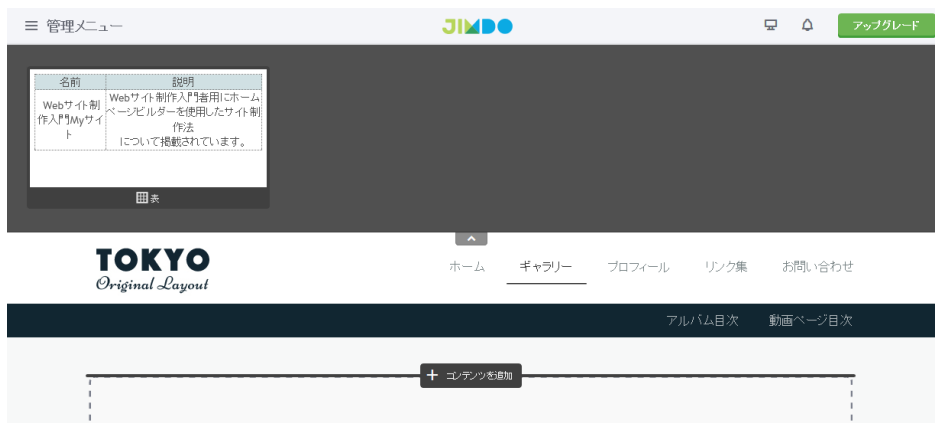 管理メニュー
JIMDO
アップグレード
名前 説明
Webサイト制作入門Myサイト
Webサイト制作入門者用にホーム
ページビルダーを使用したサイト制
作法
について掲載されています。
表
TOKYO
Original Layout
ホーム ギャラリー プロフィール リンク集 お問い合わせ
アルバム目次 動画ページ目次
コンテンツを追加